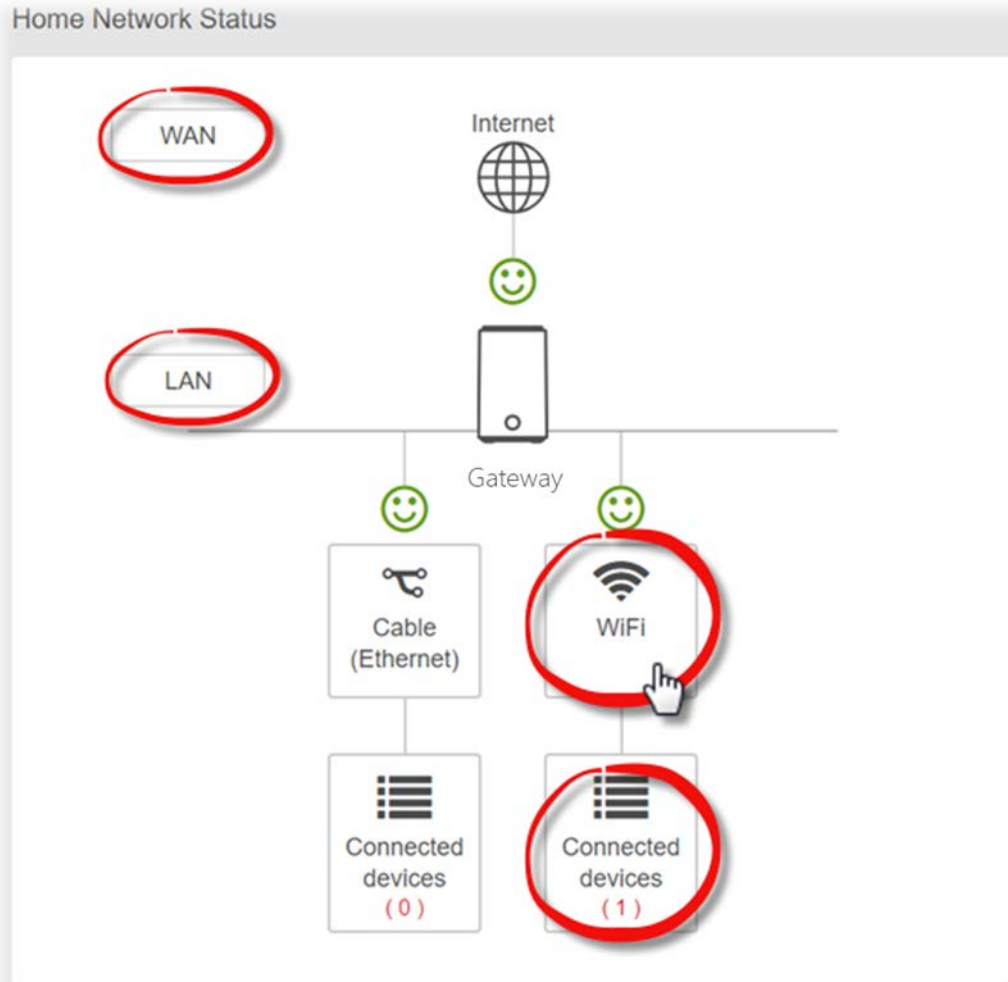 Home Network Status
WAN
Internet
LAN
Gateway
Cable
(Ethernet)
WiFi
Connected
devices
( 0 )
Connected
devices
( 1 )